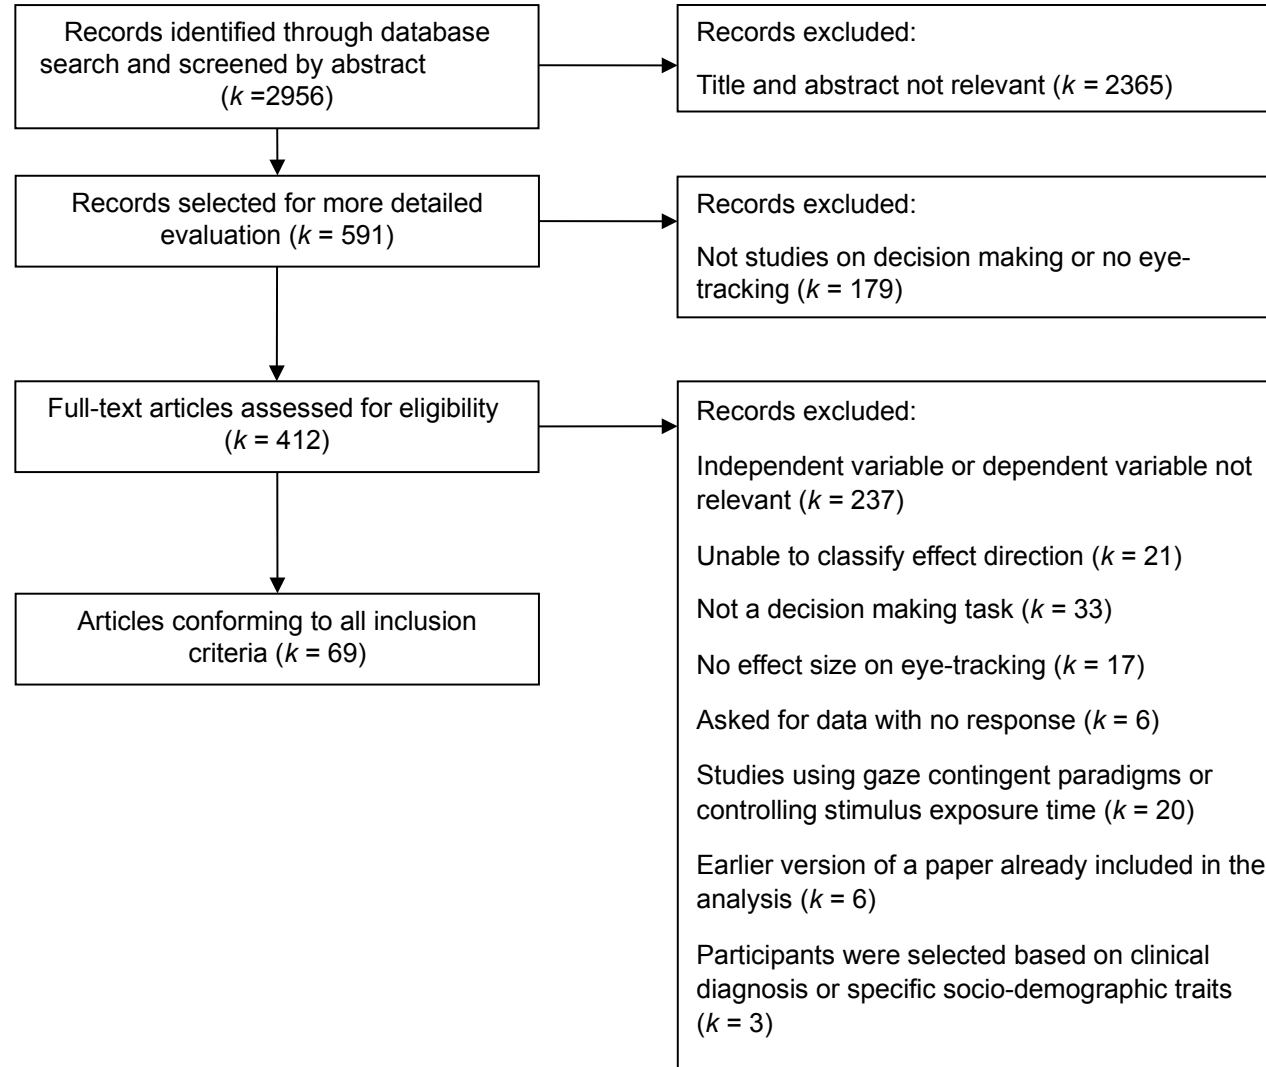 Records identified through database
search and screened by abstract
(k =2956)
Records excluded:
Title and abstract not relevant (k = 2365)
Records selected for more detailed
evaluation (k = 591)
Records excluded:
Not studies on decision making or no eye-
tracking (k = 179)
Full-text articles assessed for eligibility
(k = 412)
Records excluded:
Independent variable or dependent variable not
relevant (k = 237)
Unable to classify effect direction (k = 21)
Not a decision making task (k = 33)
No effect size on eye-tracking (k = 17)
Asked for data with no response (k = 6)
Studies using gaze contingent paradigms or
controlling stimulus exposure time (k = 20)
Earlier version of a paper already included in the
analysis (k = 6)
Participants were selected based on clinical
diagnosis or specific socio-demographic traits
(k = 3)
Articles conforming to all inclusion
criteria (k = 69)